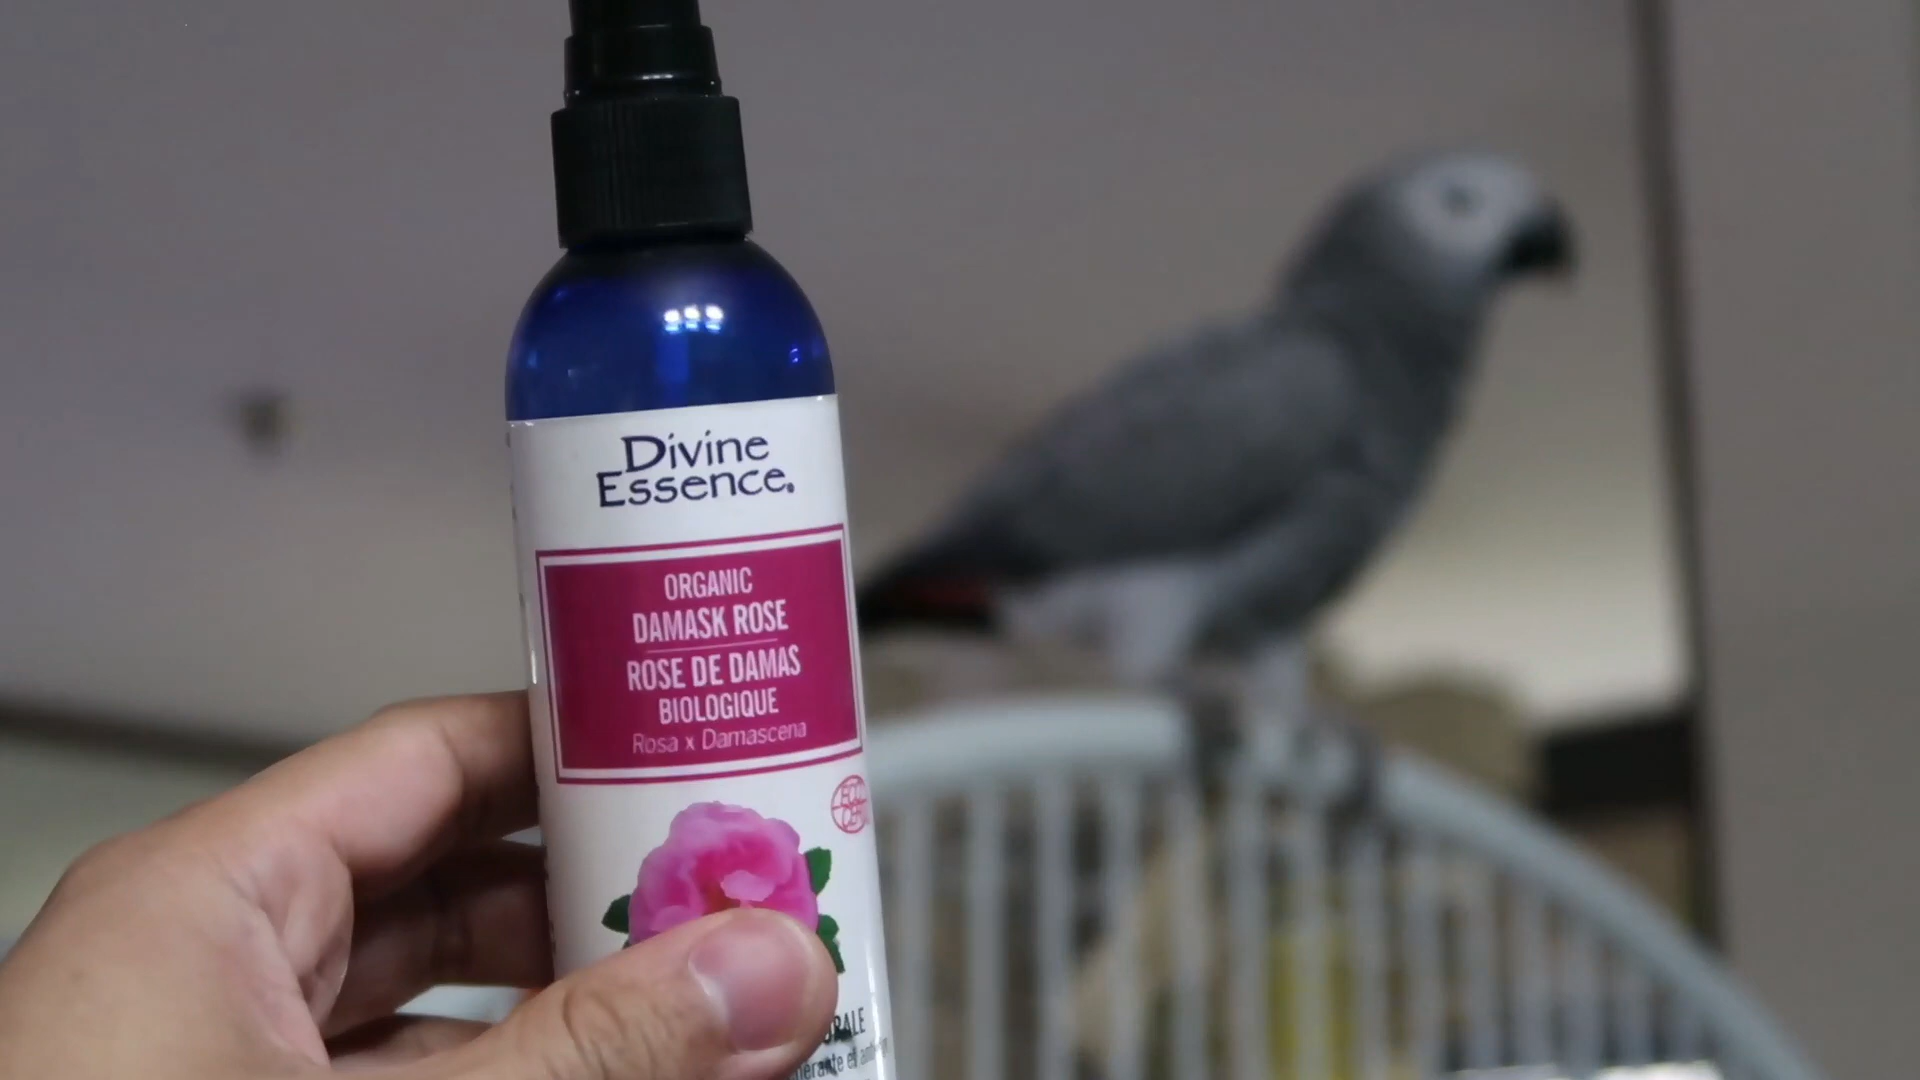 Divine
Essence®
ORGANIC
DAMASK ROSE
ROSE DE DAMAS
BIOLOGIQUE
Rosa x Damascena